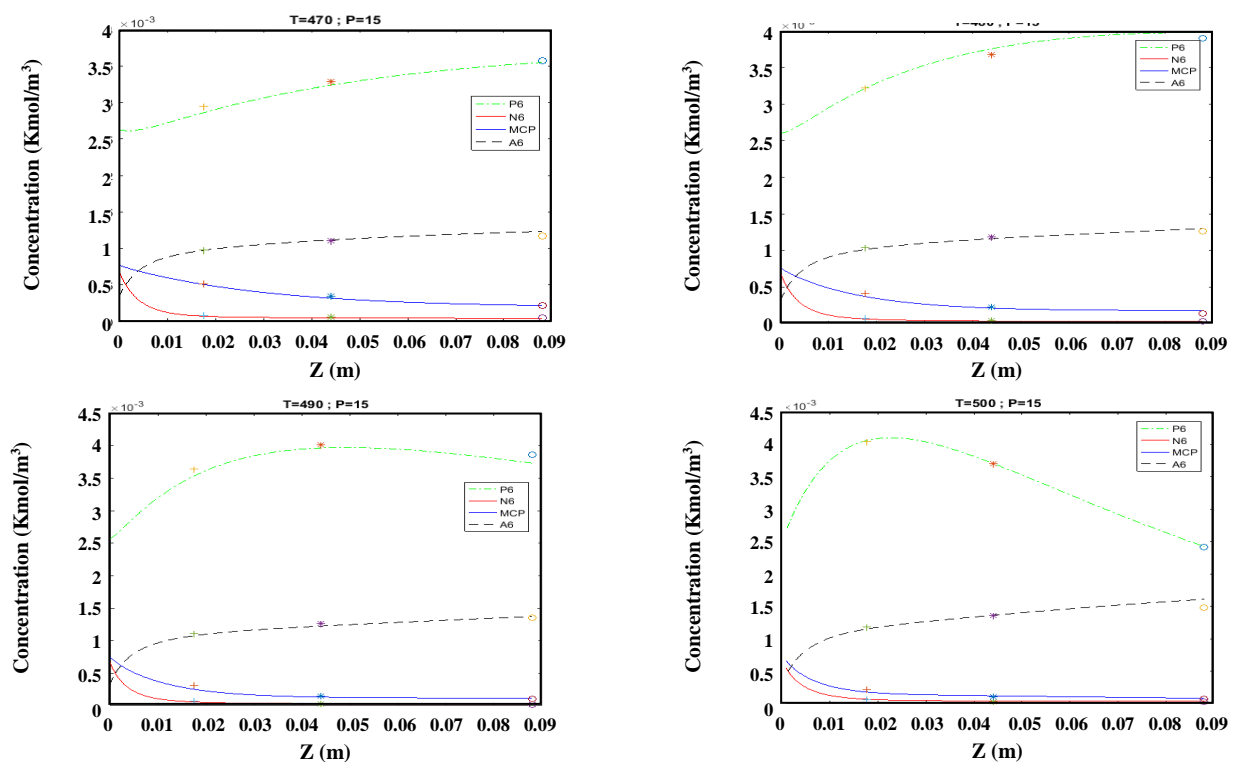 ×10⁻³
T=470 ; P=15
Concentration (Kmol/m³)
4
3.5
3
2.5
2
1.5
1
0.5
0
P6
N6
MCP
A6
0 0.01 0.02 0.03 0.04 0.05 0.06 0.07 0.08 0.09
Z (m)
Concentration (Kmol/m³)
4
3.5
3
2.5
2
1.5
1
0.5
0
P6
N6
MCP
A6
0 0.01 0.02 0.03 0.04 0.05 0.06 0.07 0.08 0.09
Z (m)
×10⁻³
T=490 ; P=15
Concentration (Kmol/m³)
4.5
4
3.5
3
2.5
2
1.5
1
0.5
0
P6
N6
MCP
A6
0 0.01 0.02 0.03 0.04 0.05 0.06 0.07 0.08 0.09
Z (m)
×10⁻³
T=500 ; P=15
Concentration (Kmol/m³)
4.5
4
3.5
3
2.5
2
1.5
1
0.5
0
P6
N6
MCP
A6
0 0.01 0.02 0.03 0.04 0.05 0.06 0.07 0.08 0.09
Z (m)